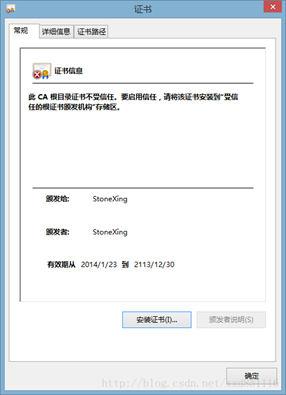 证书
常规 详细信息 证书路径
证书信息
此 CA 根目录证书不受信任。要启用信任，请将该证书安装到“受信
任的根证书颁发机构”存储区。
颁发给: StoneXing
颁发者: StoneXing
有效期从 2014/1/23 到 2113/12/30
安装证书(I)... 颁发者说明(S)
确定
http://blog.csdn.net/